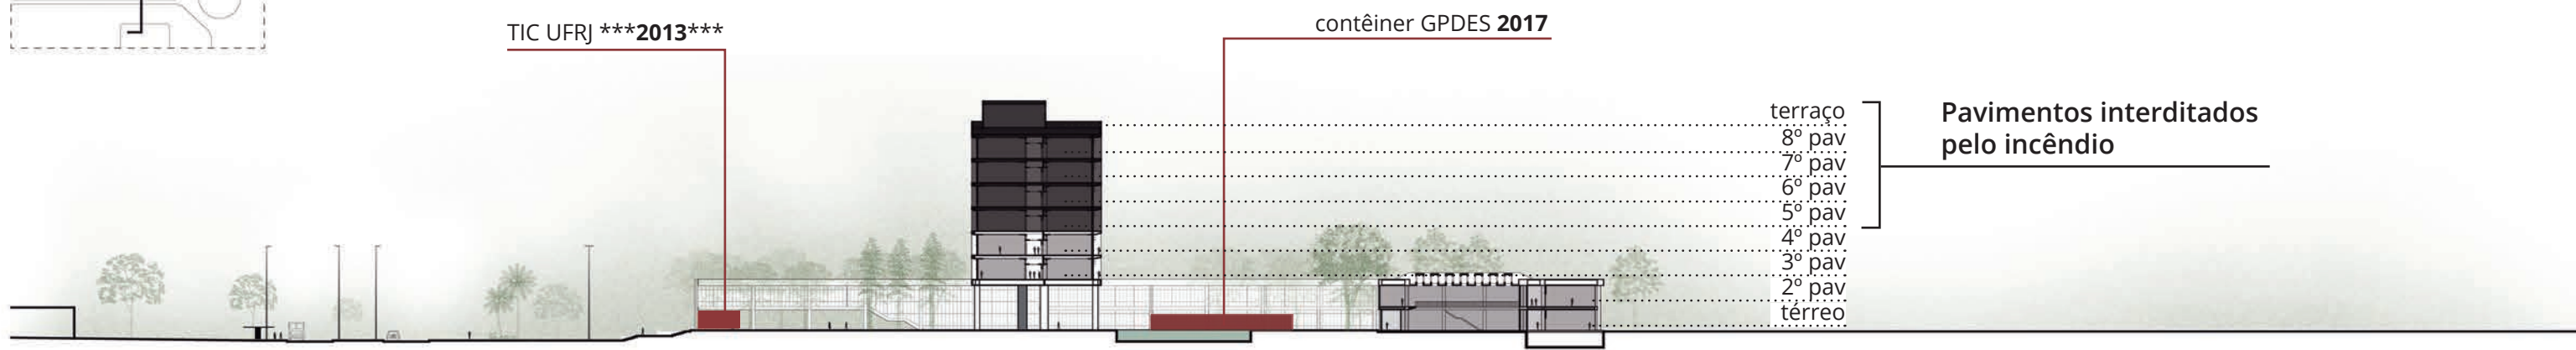 TIC UFRJ ***2013***
contêiner GPDES 2017
terraço
8º pav
7º pav
6º pav
5º pav
4º pav
3º pav
2º pav
térreo
Pavimentos interditados
pelo incêndio